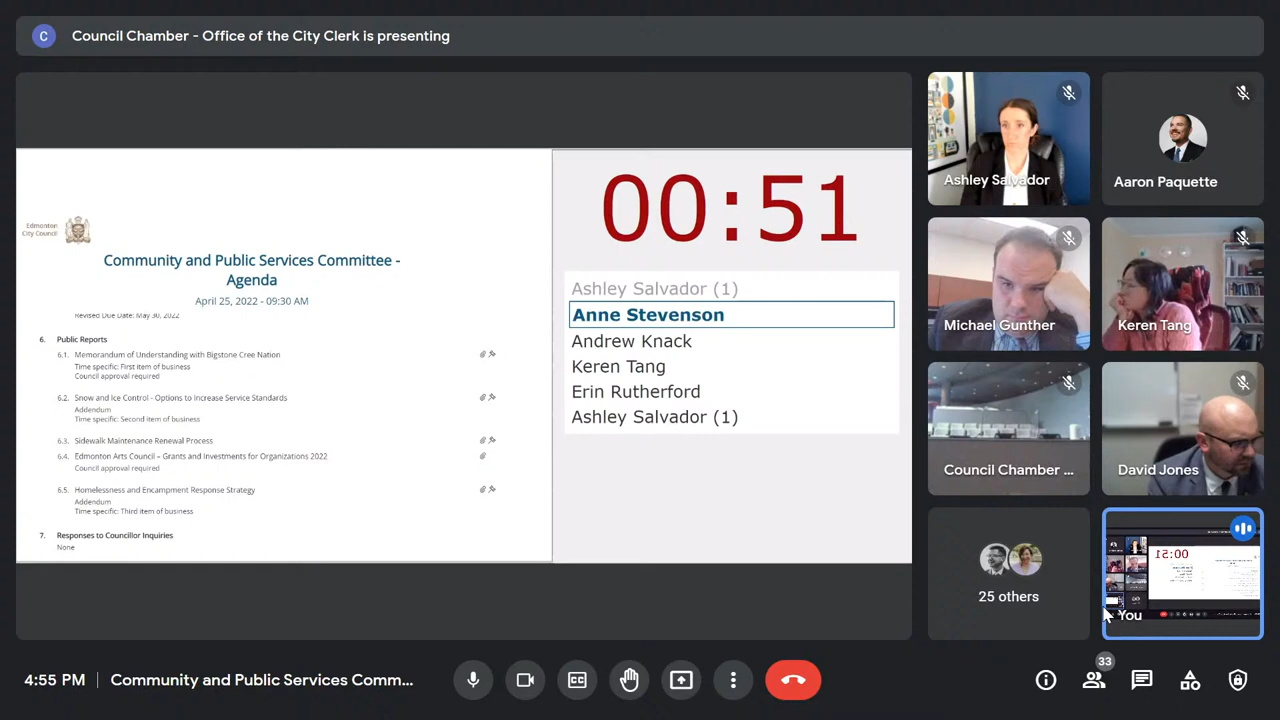 C
Council Chamber - Office of the City Clerk is presenting
Edmonton
City Council
Community and Public Services Committee -
Agenda
April 25, 2022 - 09:30 AM
Revised Due Date: May 30, 2022
6. Public Reports
6.1. Memorandum of Understanding with Bigstone Cree Nation
Time specific: First item of business
Council approval required
6.2. Snow and Ice Control - Options to Increase Service Standards
Addendum
Time specific: Second item of business
6.3. Sidewalk Maintenance Renewal Process
6.4. Edmonton Arts Council – Grants and Investments for Organizations 2022
Council approval required
6.5. Homelessness and Encampment Response Strategy
Addendum
Time specific: Third item of business
7. Responses to Councillor Inquiries
None
00:51
Ashley Salvador (1)
Anne Stevenson
Andrew Knack
Keren Tang
Erin Rutherford
Ashley Salvador (1)
Ashley Salvador
Aaron Paquette
Michael Gunther
Keren Tang
Council Chamber ...
David Jones
25 others
00:51
You
4:55 PM
Community and Public Services Comm...
33